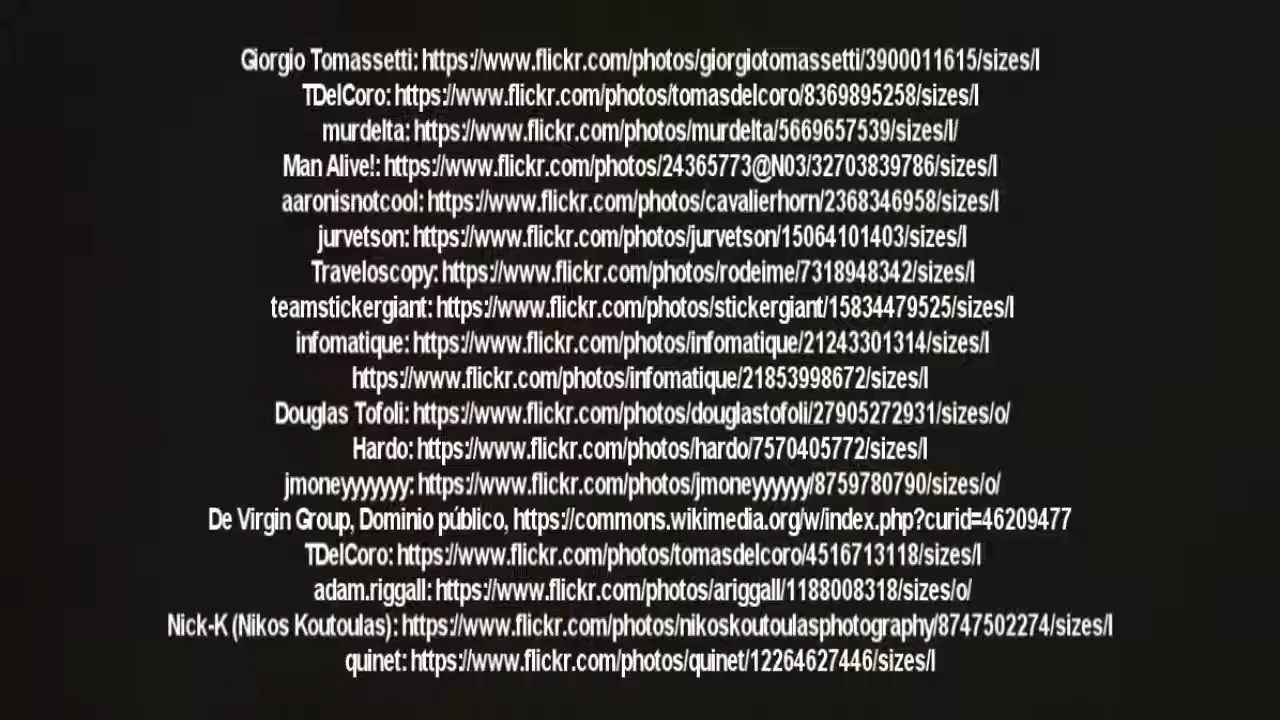 Giorgio Tomassetti: https://www.flickr.com/photos/giorgiotomassetti/3900011615/sizes/l
TDelCoro: https://www.flickr.com/photos/tomasdelcoro/8369895258/sizes/l
murdelta: https://www.flickr.com/photos/murdelta/5669657539/sizes/l/
Man Alive!: https://www.flickr.com/photos/24365773@N03/32703839786/sizes/l
aaronisnotcool: https://www.flickr.com/photos/cavalierhorn/2368346958/sizes/l
jurvetson: https://www.flickr.com/photos/jurvetson/15064101403/sizes/l
Traveloscopy: https://www.flickr.com/photos/rodeime/7318948342/sizes/l
teamstickergiant: https://www.flickr.com/photos/stickergiant/15834479525/sizes/l
infomatique: https://www.flickr.com/photos/infomatique/21243301314/sizes/l
https://www.flickr.com/photos/infomatique/21853998672/sizes/l
Douglas Tofoli: https://www.flickr.com/photos/douglastofoli/27905272931/sizes/o/
Hardo: https://www.flickr.com/photos/hardo/7570405772/sizes/l
jmoneyyyyyyy: https://www.flickr.com/photos/jmoneyyyyyy/8759780790/sizes/o/
De Virgin Group, Dominio público, https://commons.wikimedia.org/w/index.php?curid=46209477
TDelCoro: https://www.flickr.com/photos/tomasdelcoro/4516713118/sizes/l
adam.riggall: https://www.flickr.com/photos/ariggall/1188008318/sizes/o/
Nick-K (Nikos Koutoulas): https://www.flickr.com/photos/nikoskoutoulasphotography/8747502274/sizes/l
quinet: https://www.flickr.com/photos/quinet/12264627446/sizes/l